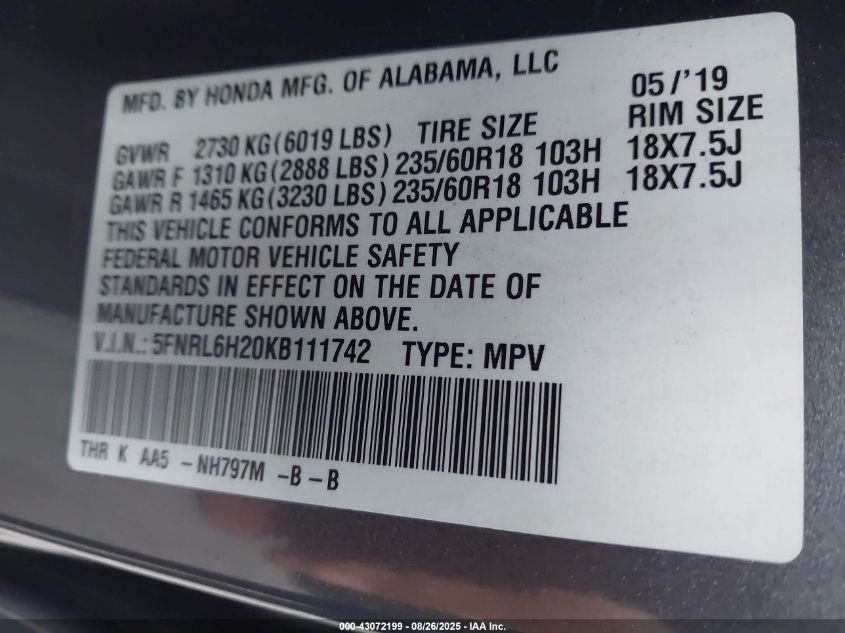 MFD. BY HONDA MFG. OF ALABAMA, LLC 05/'19
GVWR 2730 KG (6019 LBS) TIRE SIZE RIM SIZE
GAWR F 1310 KG (2888 LBS) 235/60R18 103H 18X7.5J
GAWR R 1465 KG (3230 LBS) 235/60R18 103H 18X7.5J
THIS VEHICLE CONFORMS TO ALL APPLICABLE
FEDERAL MOTOR VEHICLE SAFETY
STANDARDS IN EFFECT ON THE DATE OF
MANUFACTURE SHOWN ABOVE.
V.I.N.: 5FNRL6H20KB111742 TYPE: MPV
THR K AA5 - NH797M - B - B
000-43072199 - 08/26/2025 - IAA Inc.